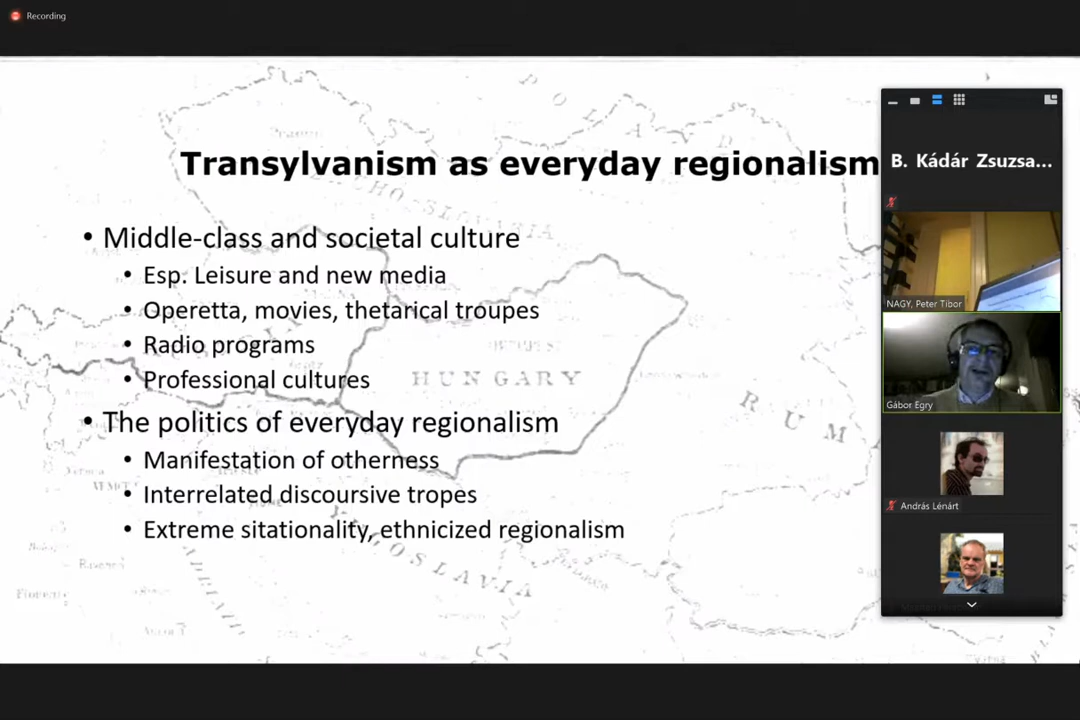 Recording
Transylvanism as everyday regionalism
• Middle-class and societal culture
• Esp. Leisure and new media
• Operetta, movies, thetarical troupes
• Radio programs
• Professional cultures
• The politics of everyday regionalism
• Manifestation of otherness
• Interrelated discoursive tropes
• Extreme sitationality, ethnicized regionalism
HUNGARY
RUM
YUGOSLAVIA
B. Kádár Zsuzsa...
NAGY, Peter Tibor
Gábor Egry
András Lénárt